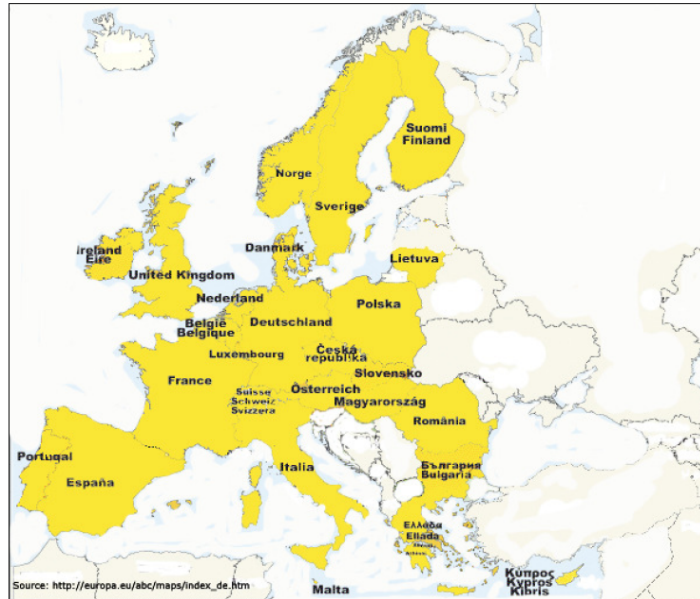 Suomi
Finland
Norge
Sverige
Danmark
Ireland
Eire
United Kingdom
Lietuva
Nederland
Polska
België
Belgique
Deutschland
Luxembourg
Česká
republika
Slovensko
France
Suisse
Schweiz
Svizzera
Österreich
Magyarország
România
Portugal
España
Italia
България
Bulgaria
Ελλάδα
Ellada
Κύπρος
Kypros
Kibris
Malta
Source: http://europa.eu/abc/maps/index_de.htm